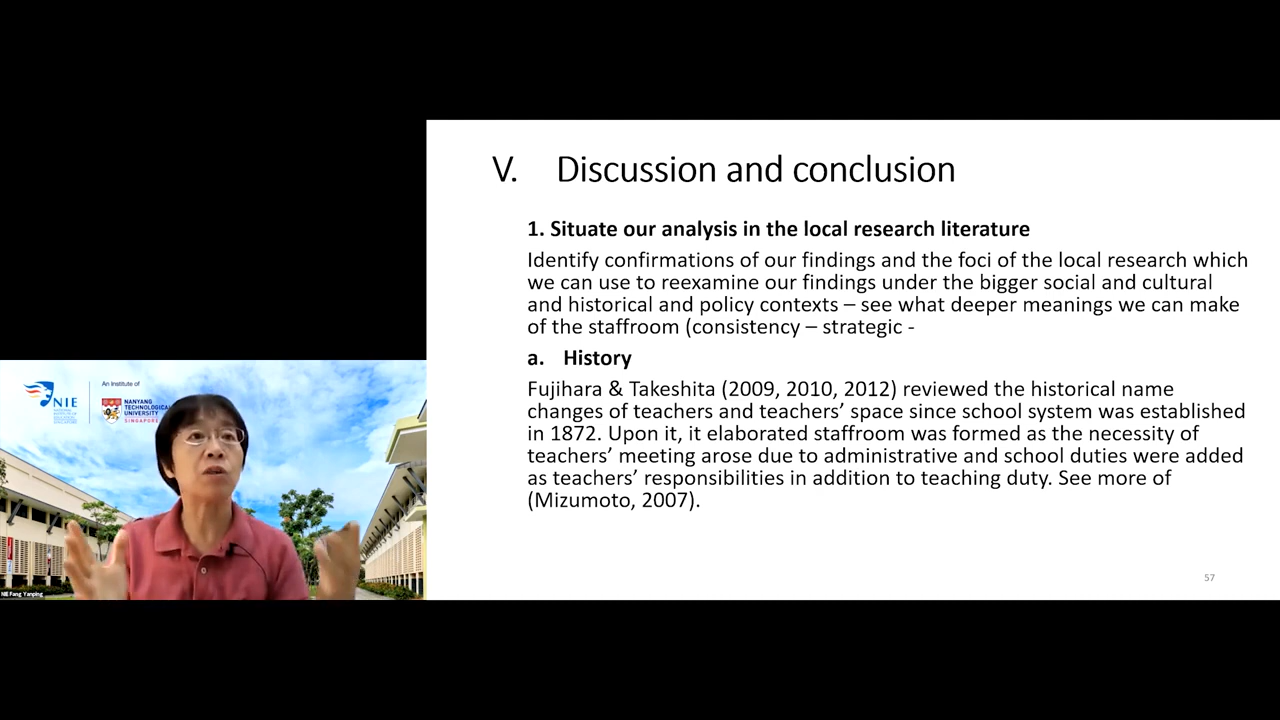 V. Discussion and conclusion
1. Situate our analysis in the local research literature
Identify confirmations of our findings and the foci of the local research which
we can use to reexamine our findings under the bigger social and cultural
and historical and policy contexts – see what deeper meanings we can make
of the staffroom (consistency – strategic -
a. History
Fujihara & Takeshita (2009, 2010, 2012) reviewed the historical name
changes of teachers and teachers’ space since school system was established
in 1872. Upon it, it elaborated staffroom was formed as the necessity of
teachers’ meeting arose due to administrative and school duties were added
as teachers’ responsibilities in addition to teaching duty. See more of
(Mizumoto, 2007).
57
An Institute of
NIE
NANYANG
TECHNOLOGICAL
UNIVERSITY
SINGAPORE
NIE Fang Yanping